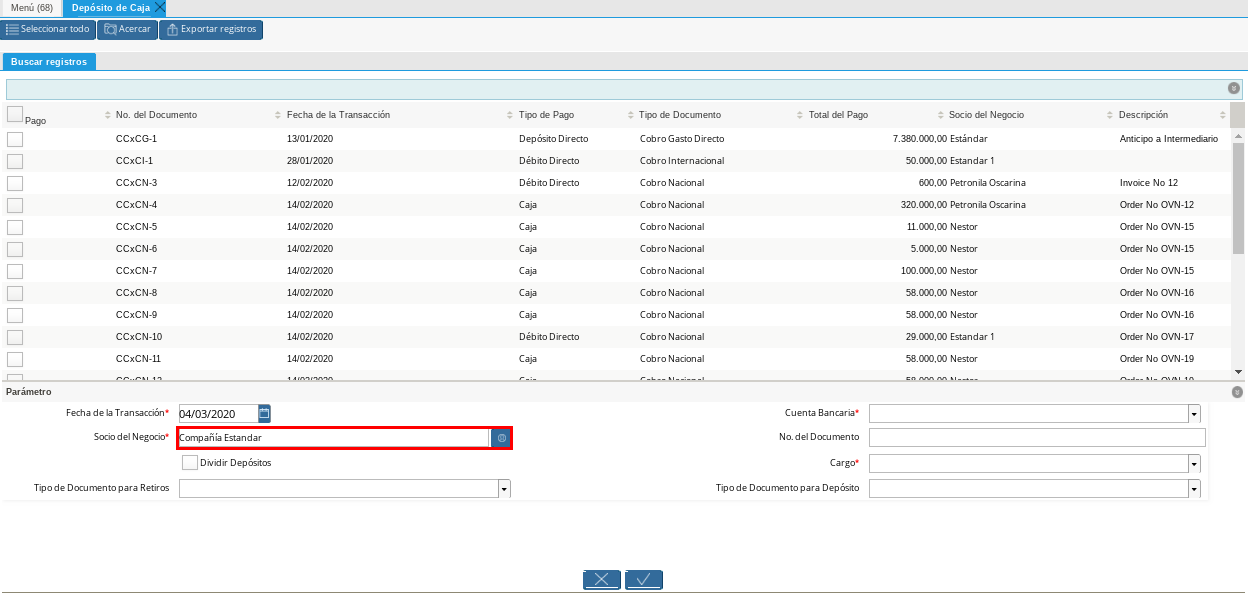 Menú (68) Depósito de Caja
Seleccionar todo Acercar Exportar registros
Buscar registros
Pago No. del Documento Fecha de la Transacción Tipo de Pago Tipo de Documento Total del Pago Socio del Negocio Descripción
CCxCG-1 13/01/2020 Depósito Directo Cobro Gasto Directo 7.380.000,00 Estándar Anticipo a Intermediario
CCxCI-1 28/01/2020 Débito Directo Cobro Internacional 50.000,00 Estandar 1
CCxCN-3 12/02/2020 Débito Directo Cobro Nacional 600,00 Petronila Oscarina Invoice No 12
CCxCN-4 14/02/2020 Caja Cobro Nacional 320.000,00 Petronila Oscarina Order No OVN-12
CCxCN-5 14/02/2020 Caja Cobro Nacional 11.000,00 Nestor Order No OVN-15
CCxCN-6 14/02/2020 Caja Cobro Nacional 5.000,00 Nestor Order No OVN-15
CCxCN-7 14/02/2020 Caja Cobro Nacional 100.000,00 Nestor Order No OVN-15
CCxCN-8 14/02/2020 Caja Cobro Nacional 58.000,00 Nestor Order No OVN-16
CCxCN-9 14/02/2020 Caja Cobro Nacional 58.000,00 Nestor Order No OVN-16
CCxCN-10 14/02/2020 Débito Directo Cobro Nacional 29.000,00 Estandar 1 Order No OVN-17
CCxCN-11 14/02/2020 Caja Cobro Nacional 58.000,00 Nestor Order No OVN-19
Parámetro
Fecha de la Transacción* 04/03/2020 Cuenta Bancaria*
Socio del Negocio* Compañía Estandar No. del Documento
Dividir Depósitos Cargo*
Tipo de Documento para Retiros Tipo de Documento para Depósito